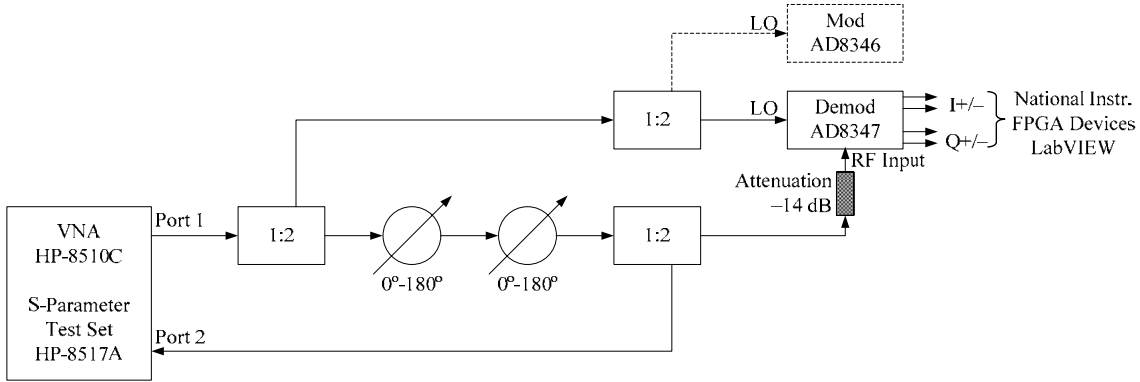 LO
Mod
AD8346
1:2
LO
Demod
AD8347
I+/–
Q+/–
National Instr.
FPGA Devices
LabVIEW
RF Input
Attenuation
–14 dB
VNA
HP-8510C
S-Parameter
Test Set
HP-8517A
Port 1
1:2
0º-180º
0º-180º
1:2
Port 2